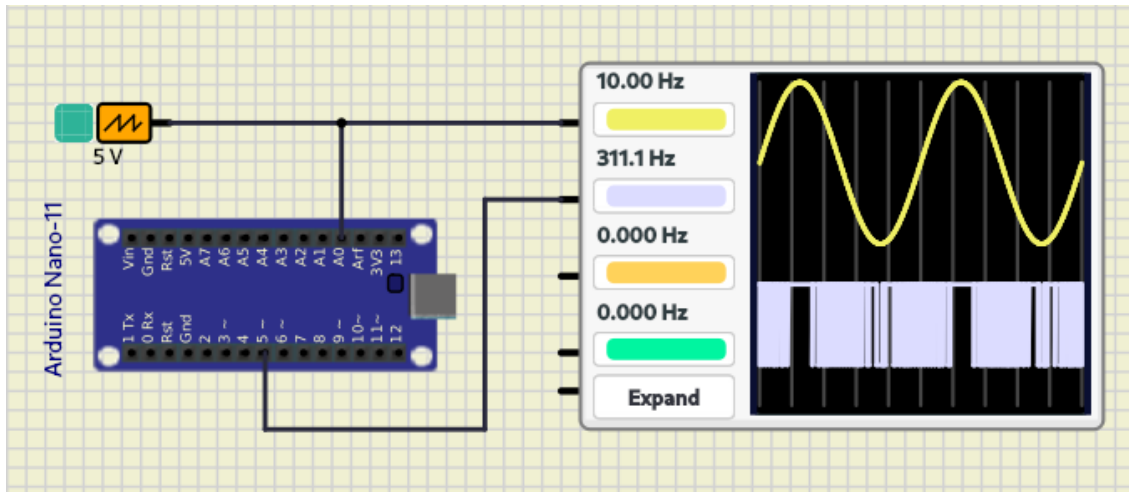 5 V
Arduino Nano-11
Vin Gnd Rst 5V A7 A6 A5 A4 A3 A2 A1 A0 Arf 3V3 13
1 Tx 0 Rx Rst Gnd 2 3 ~ 4 5 ~ 6 ~ 7 8 9 ~ 10~ 11~ 12
10.00 Hz
311.1 Hz
0.000 Hz
0.000 Hz
Expand